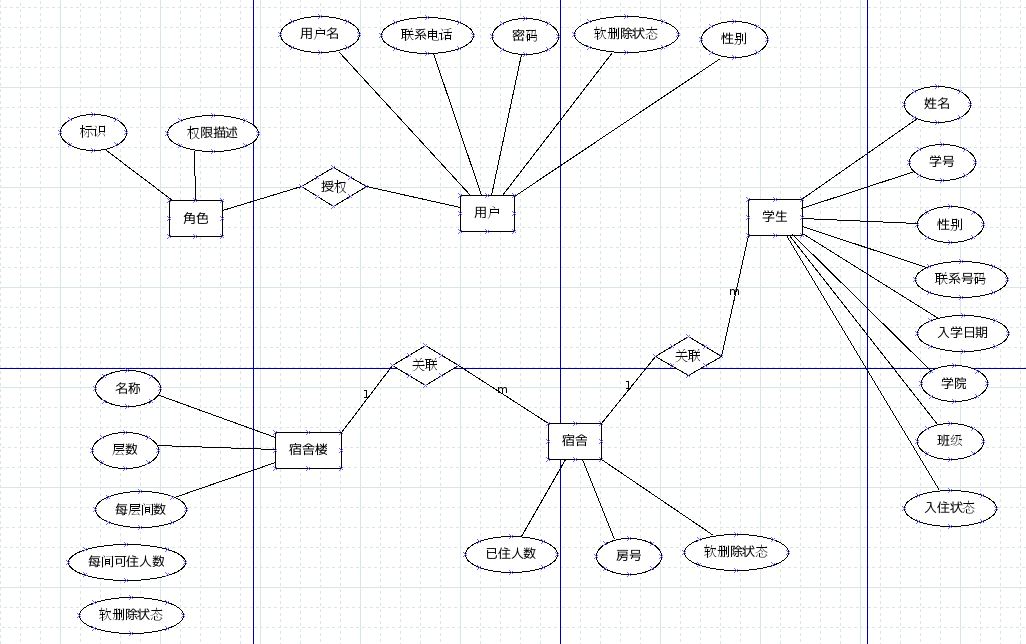 用户名
联系电话
密码
软删除状态
性别
标识
权限描述
角色
授权
用户
学生
姓名
学号
性别
联系号码
入学日期
学院
班级
入住状态
m
关联
1
关联
1
m
宿舍楼
宿舍
名称
层数
每层间数
每间可住人数
软删除状态
已住人数
房号
软删除状态